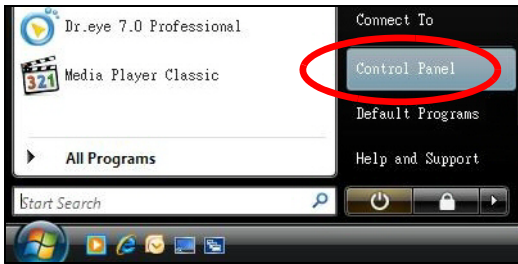 Dr.eye 7.0 Professional
Media Player Classic
321
All Programs
Start Search
Connect To
Control Panel
Default Programs
Help and Support